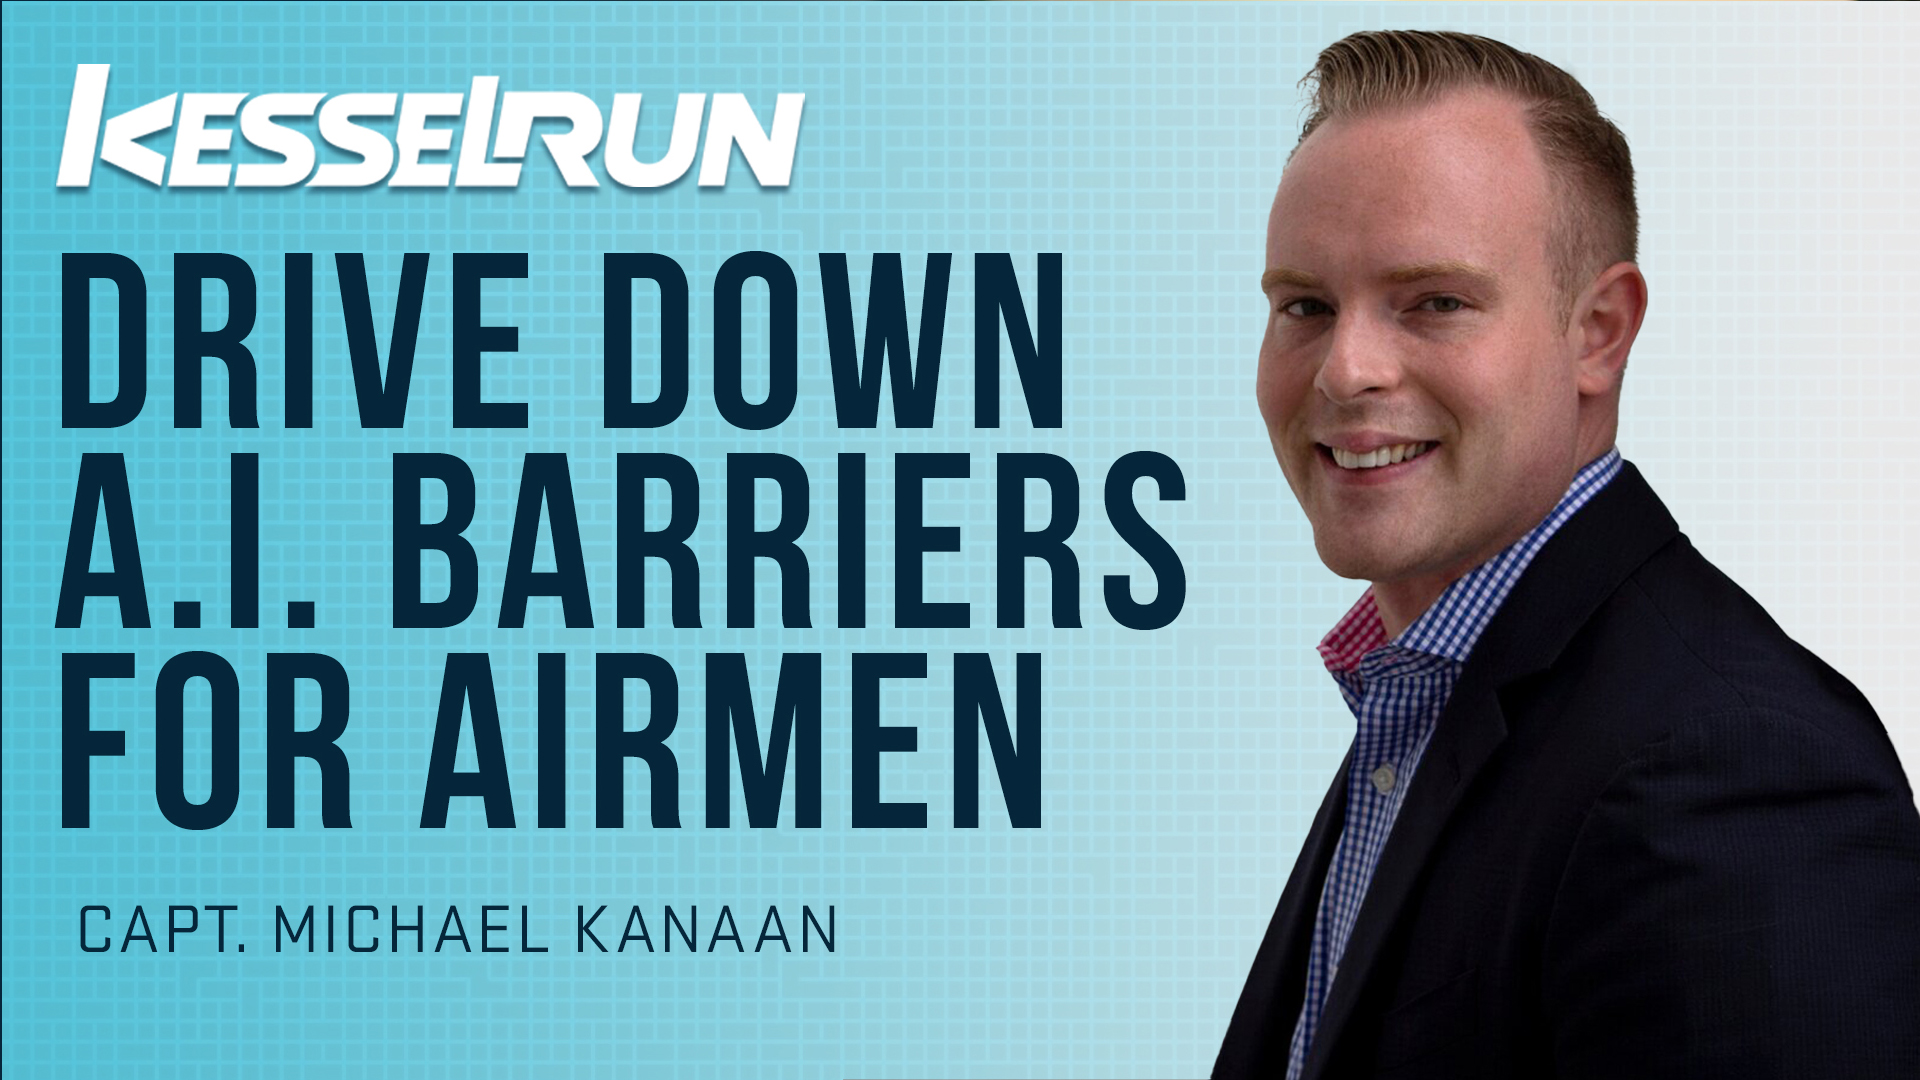 KESSELRUN
DRIVE DOWN
A.I. BARRIERS
FOR AIRMEN
CAPT. MICHAEL KANAAN